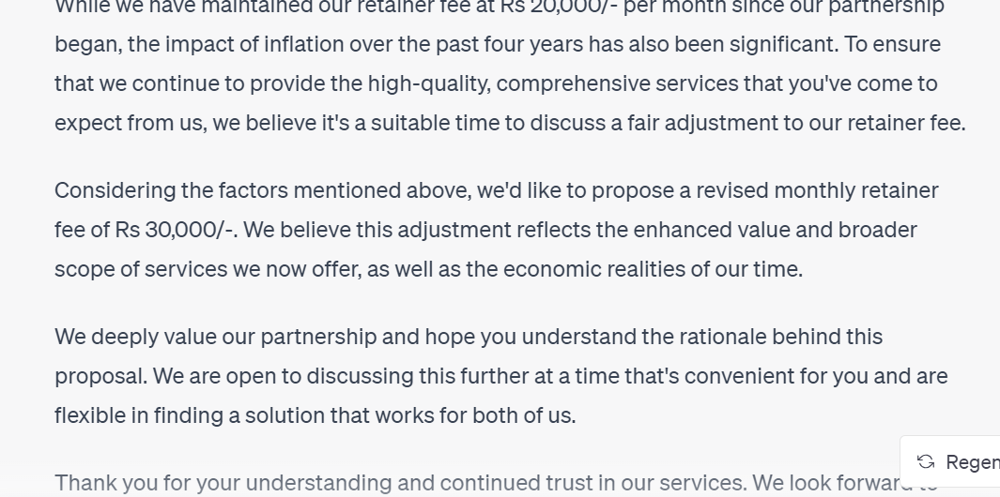 While we have maintained our retainer fee at Rs 20,000/- per month since our partnership
began, the impact of inflation over the past four years has also been significant. To ensure
that we continue to provide the high-quality, comprehensive services that you've come to
expect from us, we believe it's a suitable time to discuss a fair adjustment to our retainer fee.
Considering the factors mentioned above, we'd like to propose a revised monthly retainer
fee of Rs 30,000/-. We believe this adjustment reflects the enhanced value and broader
scope of services we now offer, as well as the economic realities of our time.
We deeply value our partnership and hope you understand the rationale behind this
proposal. We are open to discussing this further at a time that's convenient for you and are
flexible in finding a solution that works for both of us.
Regen
Thank you for your understanding and continued trust in our services. We look forward to